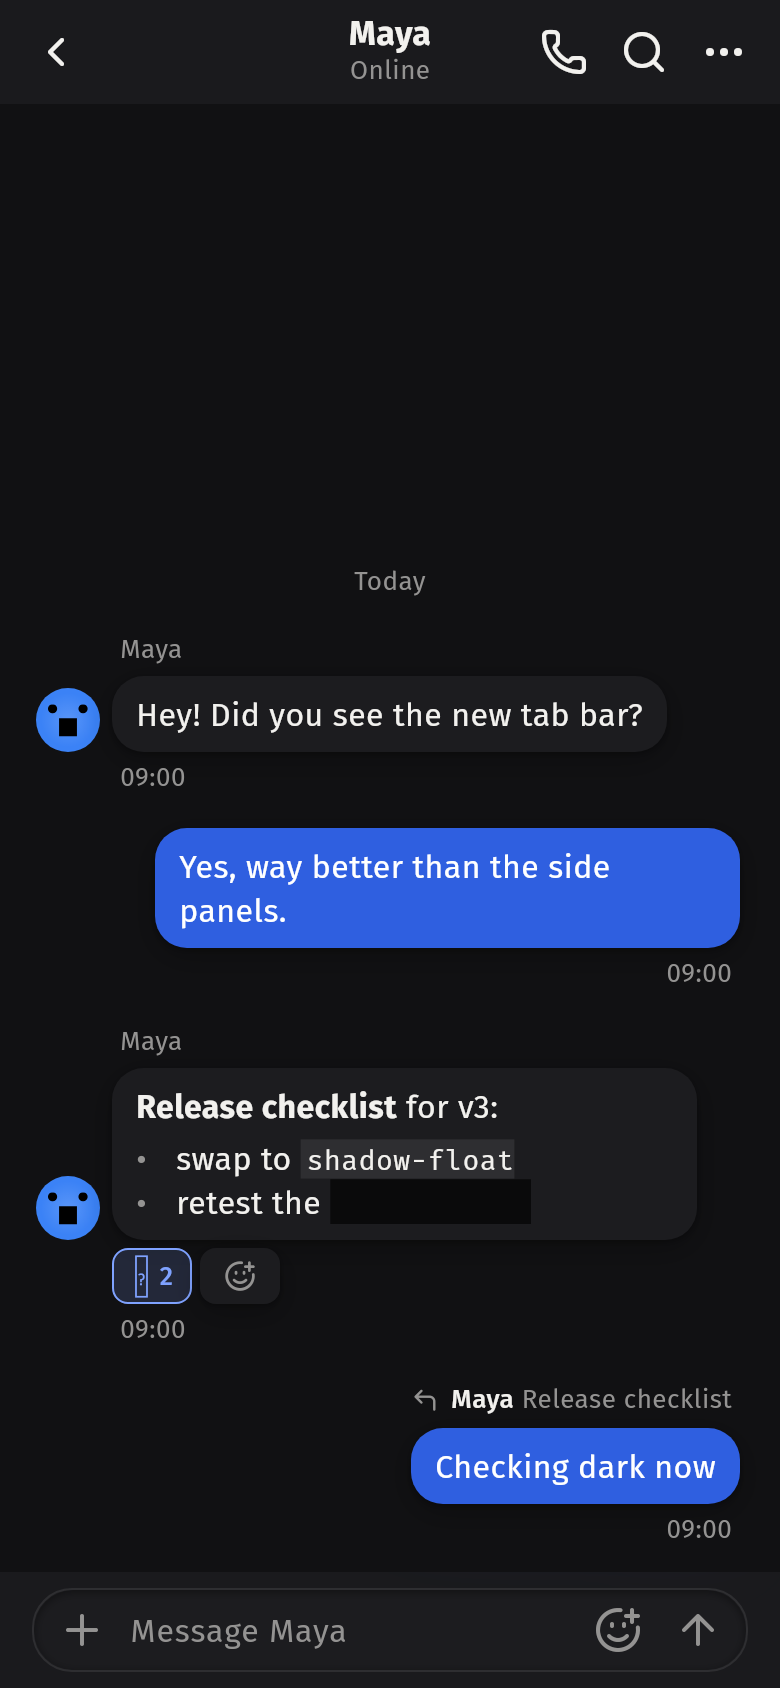 Maya
Online
Today
Maya
Hey! Did you see the new tab bar?
09:00
Yes, way better than the side
panels.
09:00
Maya
Release checklist for v3:
• swap to shadow-float
• retest the
2
09:00
Maya Release checklist
Checking dark now
09:00
Message Maya